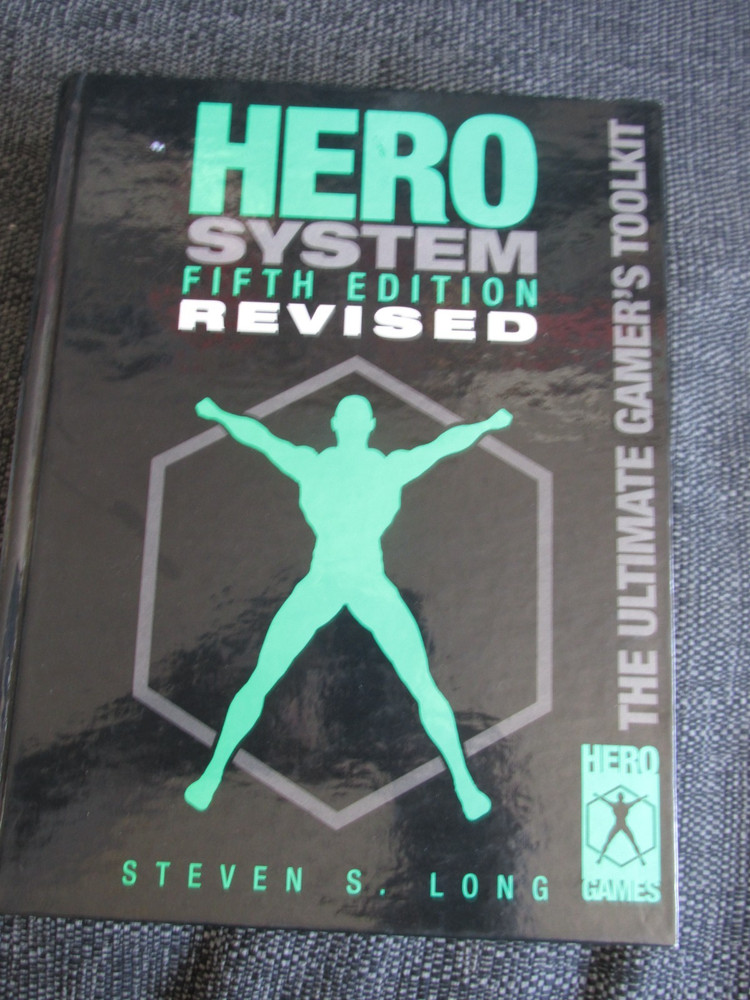 HERO
SYSTEM
FIFTH EDITION
REVISED
THE ULTIMATE GAMER'S TOOLKIT
STEVEN S. LONG
HERO
GAMES